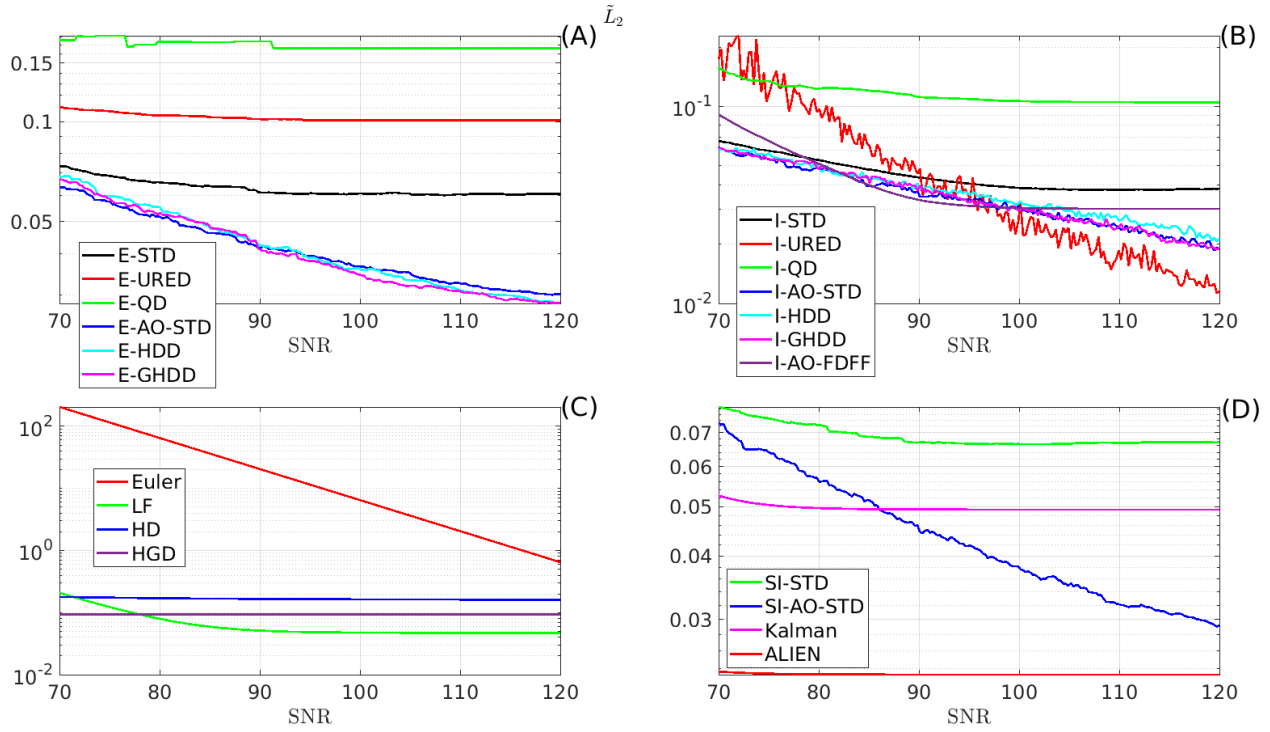 L̃₂
(A)
0.15
0.1
0.05
E-STD
E-URED
E-QD
E-AO-STD
E-HDD
E-GHDD
70 80 90 100 110 120
SNR
(B)
10⁻¹
10⁻²
I-STD
I-URED
I-QD
I-AO-STD
I-HDD
I-GHDD
I-AO-FDFF
70 80 90 100 110 120
SNR
(C)
10²
10⁰
10⁻²
Euler
LF
HD
HGD
70 80 90 100 110 120
SNR
(D)
0.07
0.06
0.05
0.04
0.03
SI-STD
SI-AO-STD
Kalman
ALIEN
70 80 90 100 110 120
SNR